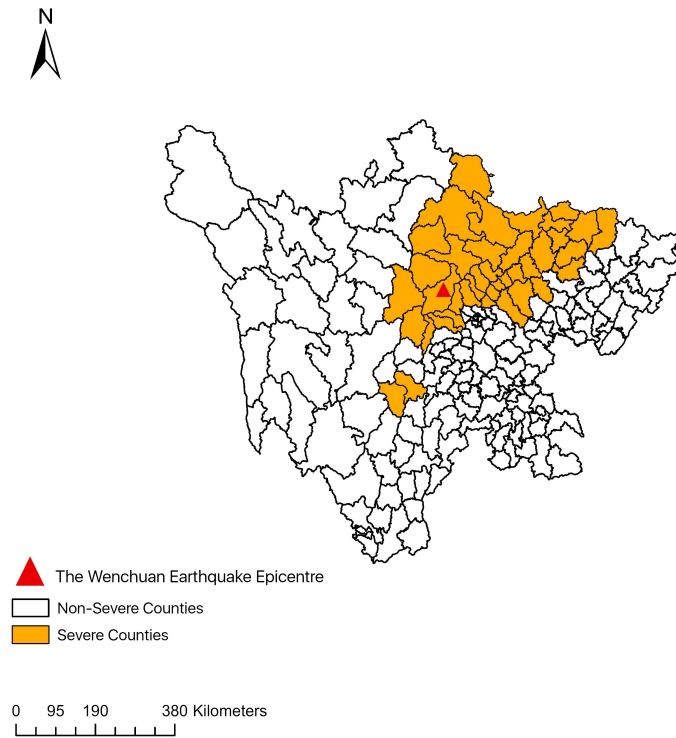 N
The Wenchuan Earthquake Epicentre
Non-Severe Counties
Severe Counties
0 95 190 380 Kilometers